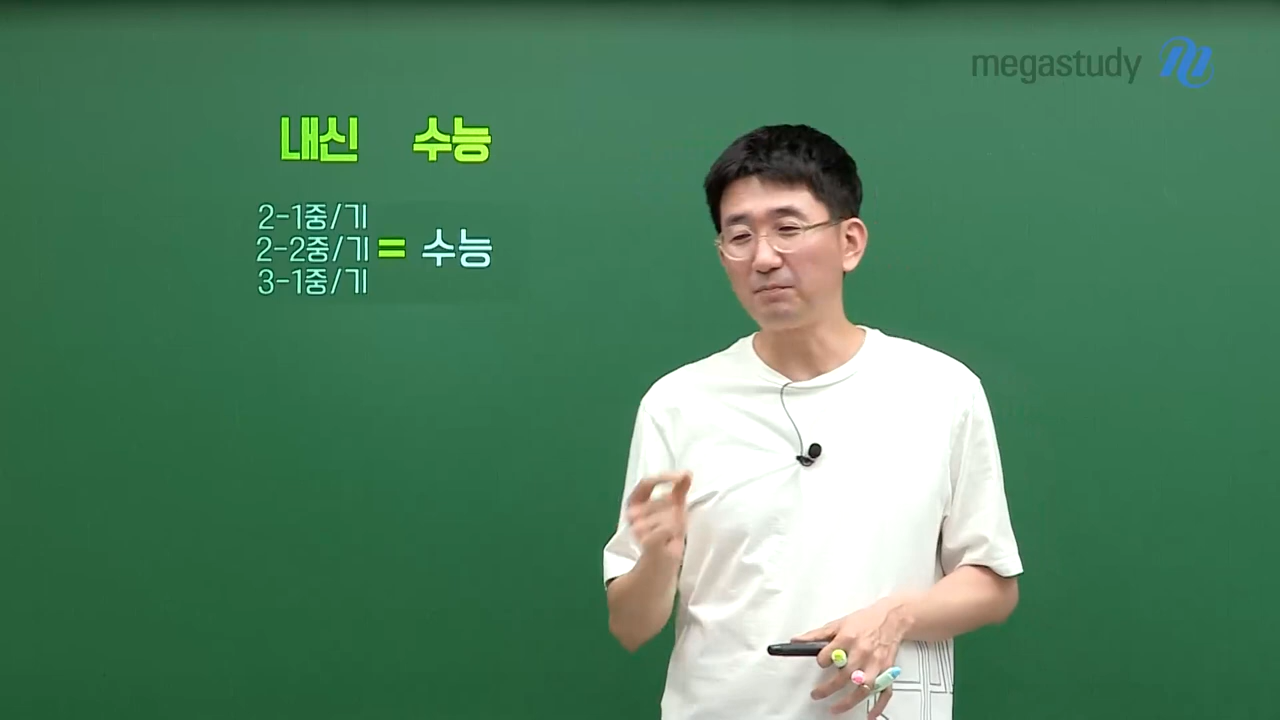 megastudy
내신 수능
2-1중/기
2-2중/기 = 수능
3-1중/기